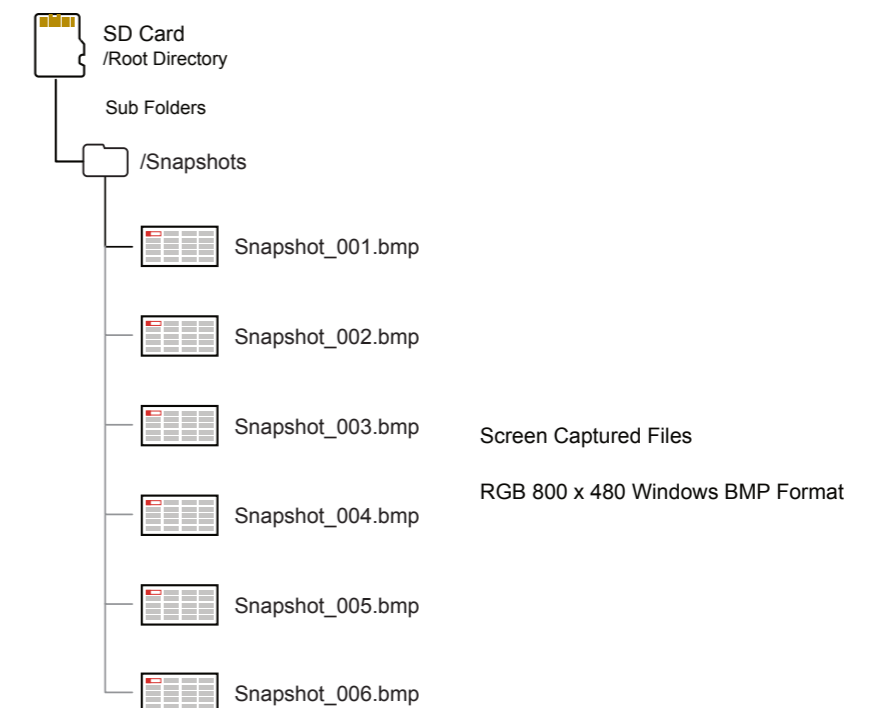 SD Card
/Root Directory
Sub Folders
/Snapshots
Snapshot_001.bmp
Snapshot_002.bmp
Snapshot_003.bmp
Screen Captured Files
RGB 800 x 480 Windows BMP Format
Snapshot_004.bmp
Snapshot_005.bmp
Snapshot_006.bmp